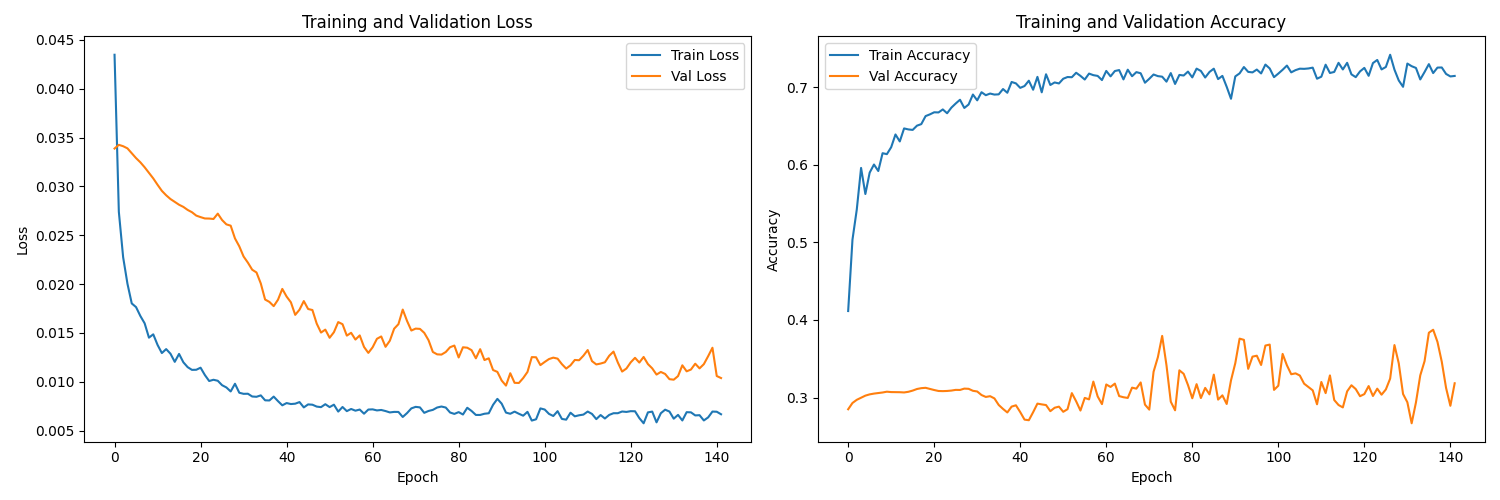 Training and Validation Loss
0.045
0.040
0.035
0.030
0.025
0.020
0.015
0.010
0.005
Loss
Train Loss
Val Loss
0 20 40 60 80 100 120 140
Epoch
Training and Validation Accuracy
Train Accuracy
Val Accuracy
0.7
0.6
0.5
0.4
0.3
Accuracy
0 20 40 60 80 100 120 140
Epoch